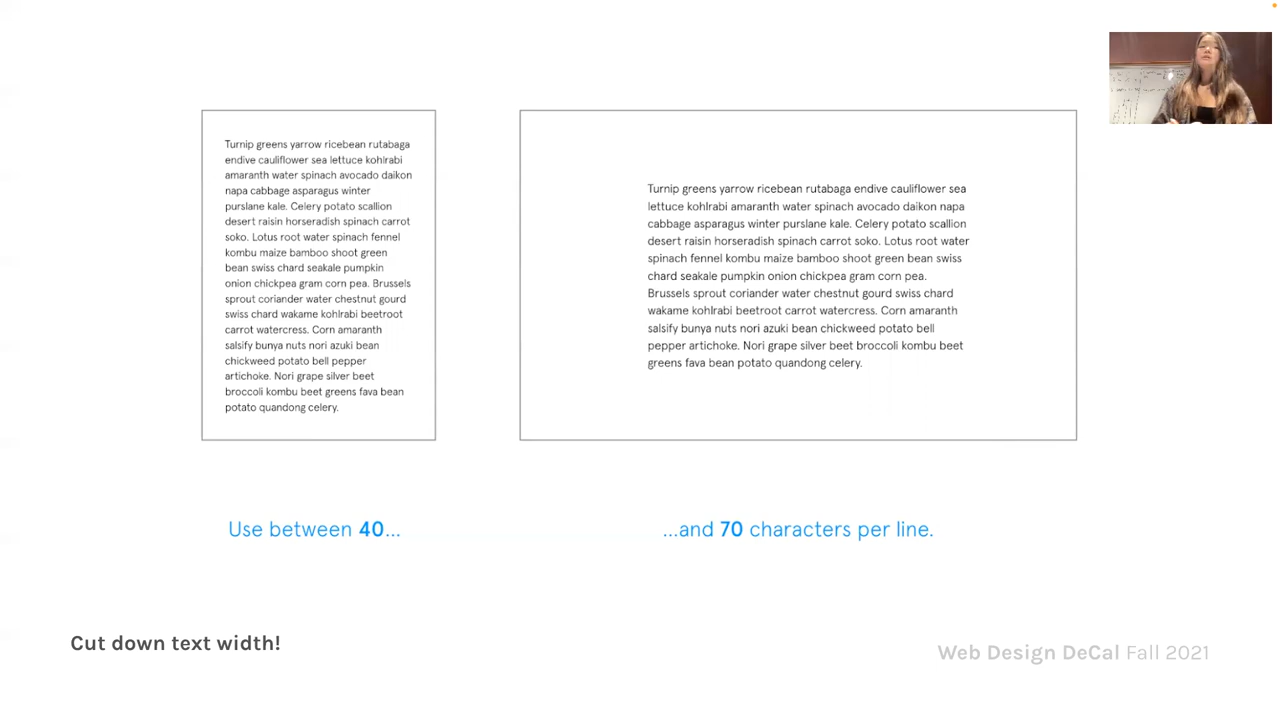 Turnip greens yarrow ricebean rutabaga
endive cauliflower sea lettuce kohlrabi
amaranth water spinach avocado daikon
napa cabbage asparagus winter
purslane kale. Celery potato scallion
desert raisin horseradish spinach carrot
soko. Lotus root water spinach fennel
kombu maize bamboo shoot green
bean swiss chard seakale pumpkin
onion chickpea gram corn pea. Brussels
sprout coriander water chestnut gourd
swiss chard wakame kohlrabi beetroot
carrot watercress. Corn amaranth
salsify bunya nuts nori azuki bean
chickweed potato bell pepper
artichoke. Nori grape silver beet
broccoli kombu beet greens fava bean
potato quandong celery.
Turnip greens yarrow ricebean rutabaga endive cauliflower sea
lettuce kohlrabi amaranth water spinach avocado daikon napa
cabbage asparagus winter purslane kale. Celery potato scallion
desert raisin horseradish spinach carrot soko. Lotus root water
spinach fennel kombu maize bamboo shoot green bean swiss
chard seakale pumpkin onion chickpea gram corn pea.
Brussels sprout coriander water chestnut gourd swiss chard
wakame kohlrabi beetroot carrot watercress. Corn amaranth
salsify bunya nuts nori azuki bean chickweed potato bell
pepper artichoke. Nori grape silver beet broccoli kombu beet
greens fava bean potato quandong celery.
Use between 40...
...and 70 characters per line.
Cut down text width!
Web Design DeCal Fall 2021